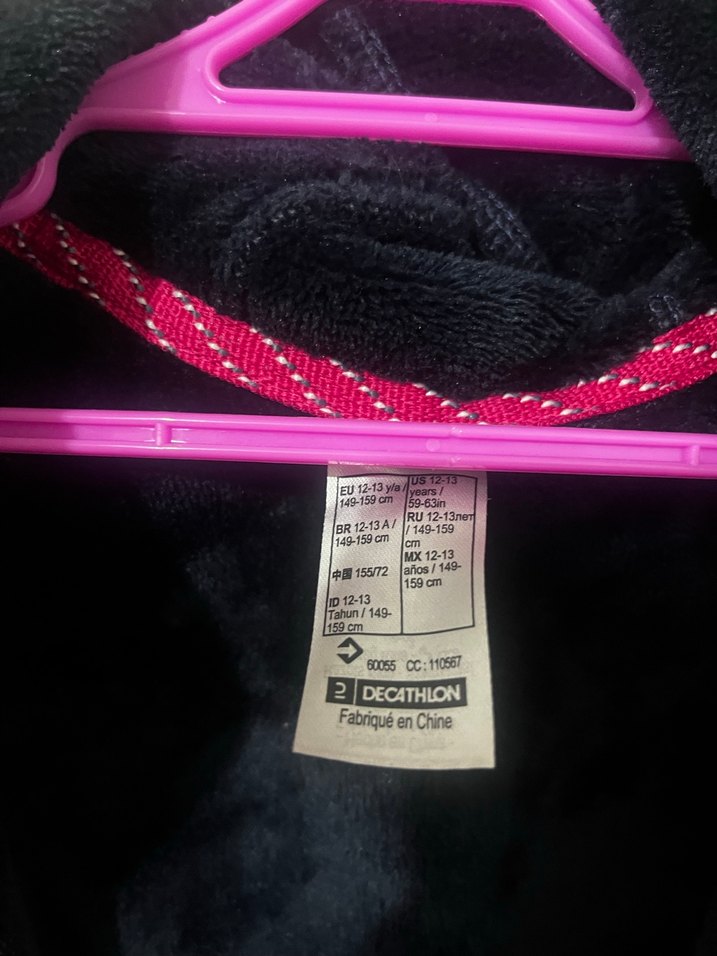 EU 12-13 y/a /
149-159 cm
BR 12-13 A /
149-159 cm
中国 155/72
ID 12-13
Tahun / 149-
159 cm
US 12-13
years /
59-63in
RU 12-13лет
/ 149-159
cm
MX 12-13
años / 149-
159 cm
60055 CC : 110567
DECATHLON
Fabriqué en Chine